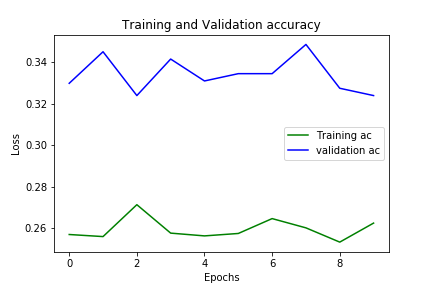 Training and Validation accuracy
0.34
0.32
0.30
0.28
0.26
Loss
Training ac
validation ac
0 2 4 6 8
Epochs